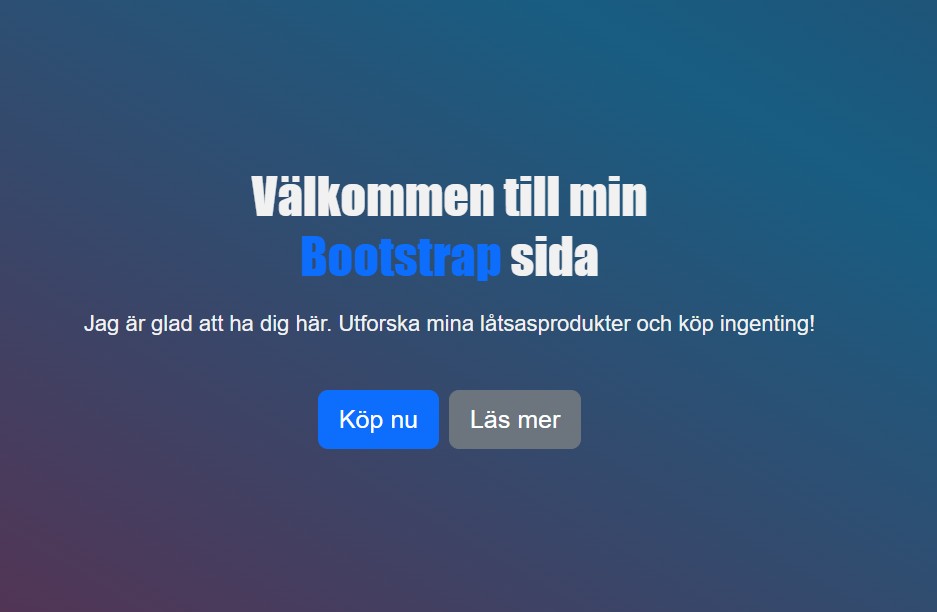 Välkommen till min
Bootstrap sida
Jag är glad att ha dig här. Utforska mina låtsasprodukter och köp ingenting!
Köp nu
Läs mer